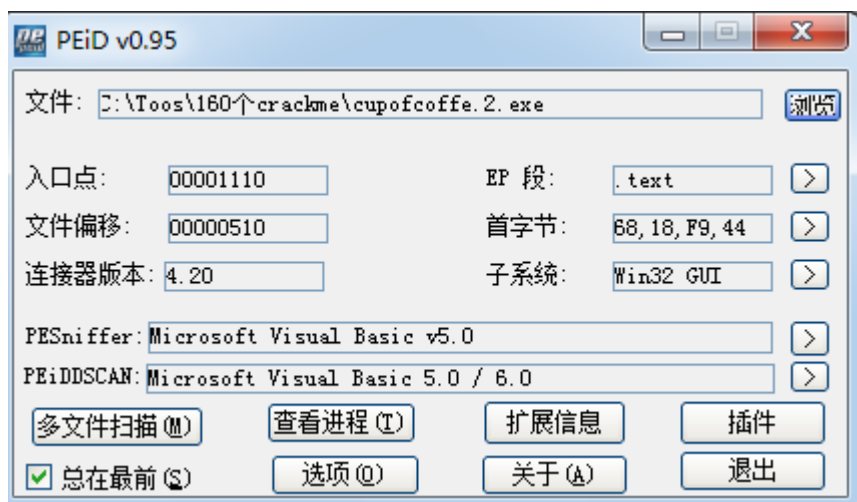 PEiD v0.95
文件: C:\Toos\160个crackme\cupofcoffe.2.exe 浏览
入口点: 00001110 EP 段: .text >
文件偏移: 00000510 首字节: 68,18,F9,44 >
连接器版本: 4.20 子系统: Win32 GUI >
PESniffer: Microsoft Visual Basic v5.0 >
PEiDDSCAN: Microsoft Visual Basic 5.0 / 6.0 >
多文件扫描(M) 查看进程(T) 扩展信息 插件
总在最前(S) 选项(O) 关于(A) 退出